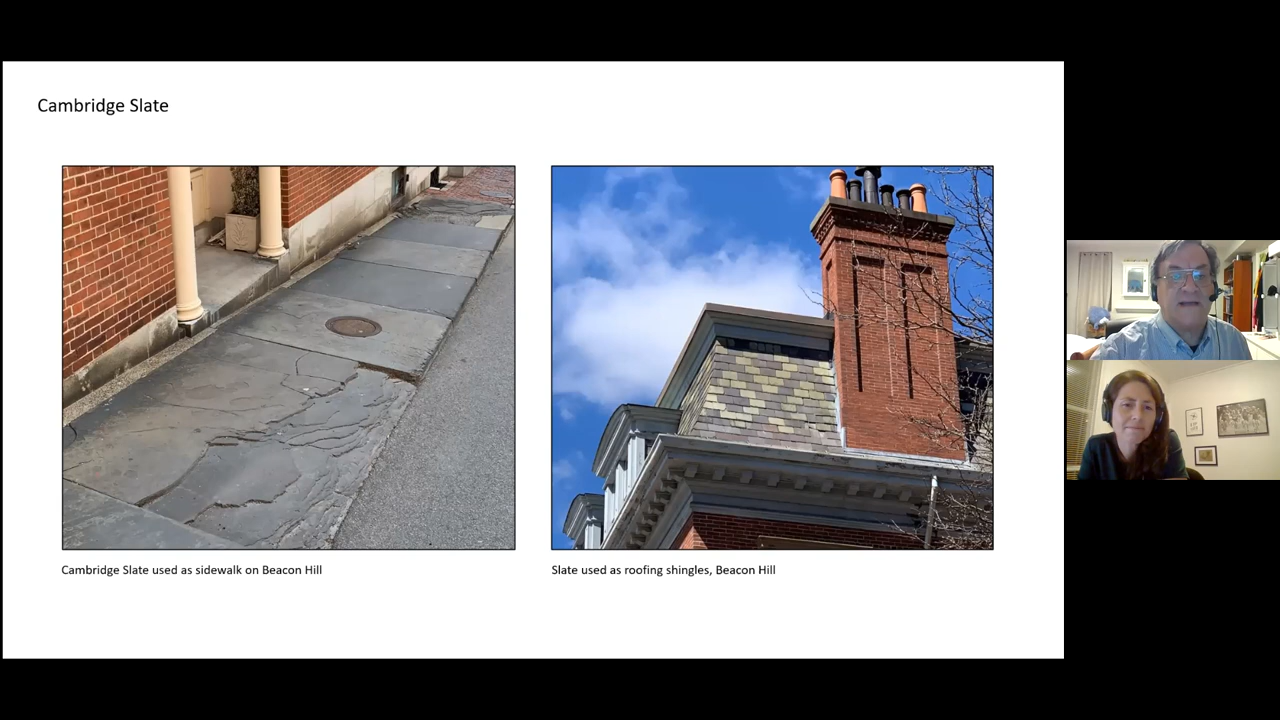 Cambridge Slate
Cambridge Slate used as sidewalk on Beacon Hill
Slate used as roofing shingles, Beacon Hill